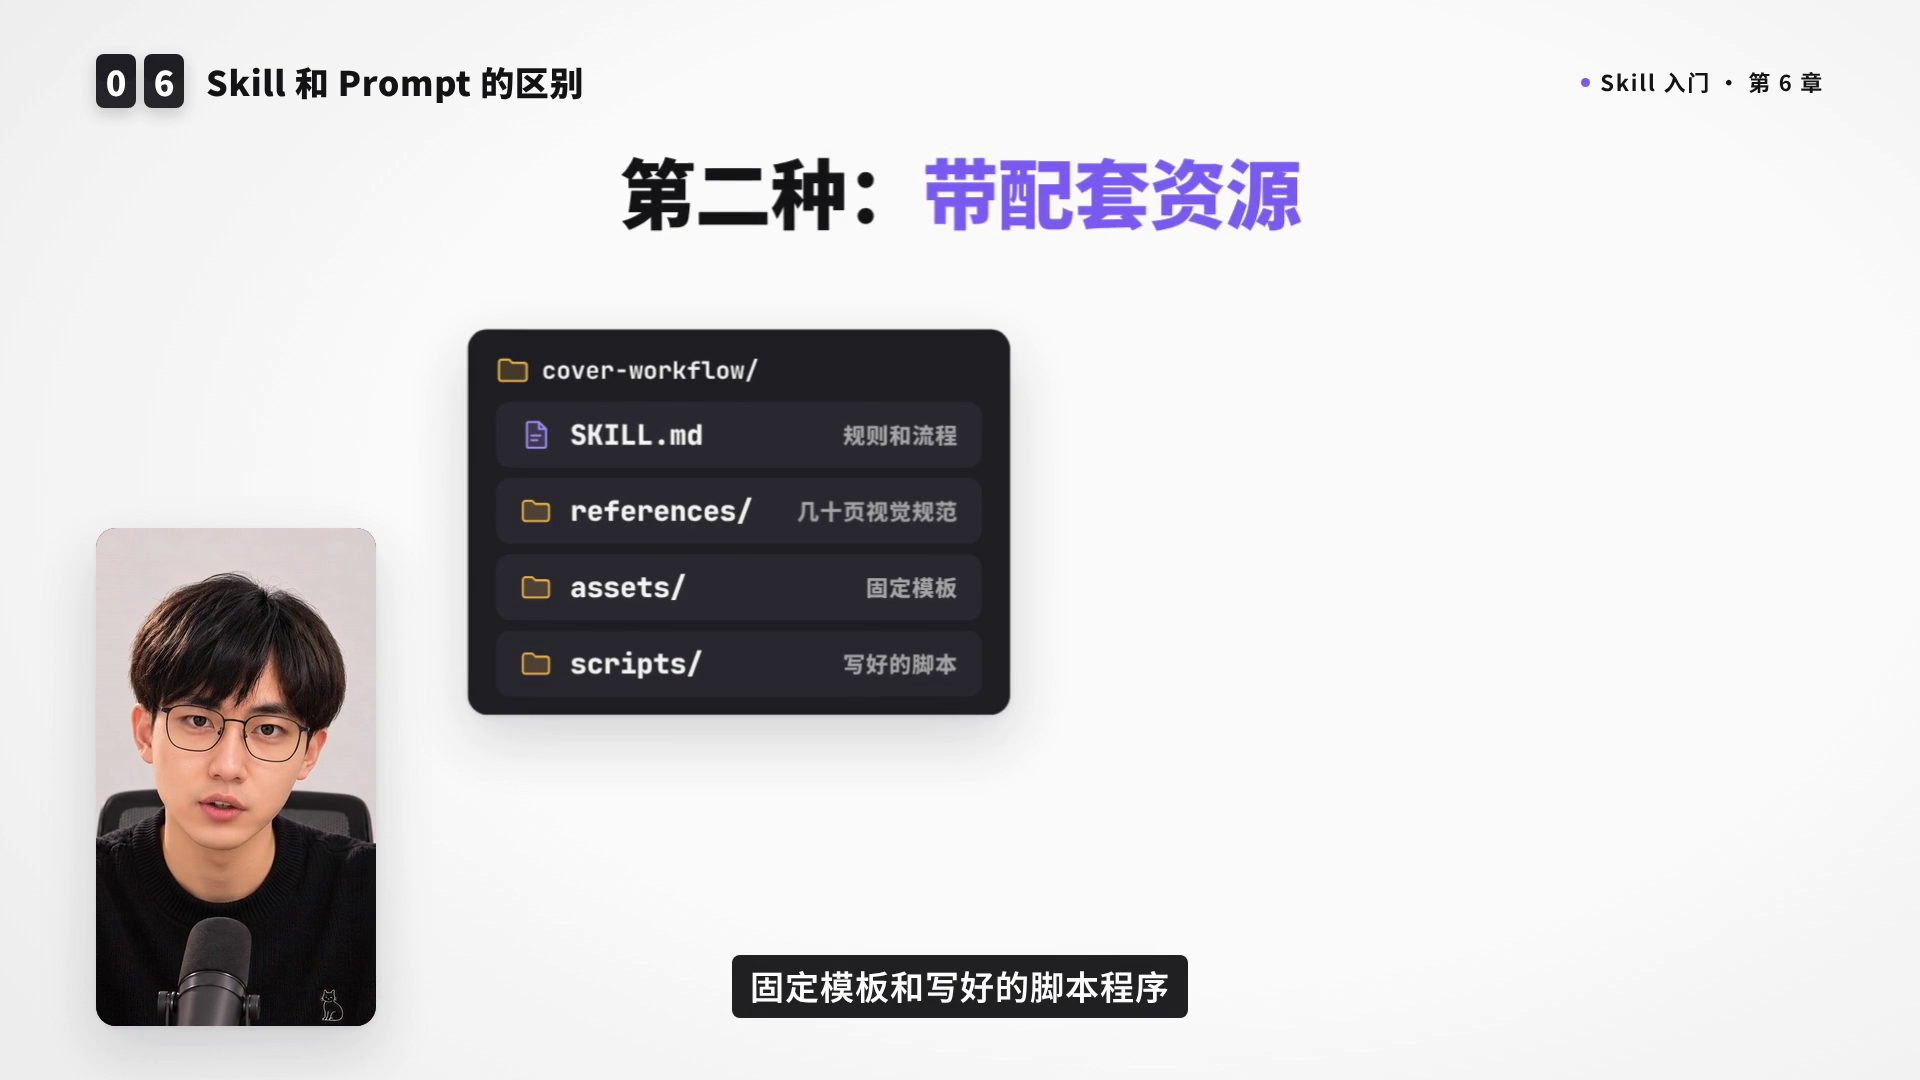 06 Skill 和 Prompt 的区别
Skill 入门 · 第 6 章
第二种：带配套资源
cover-workflow/
SKILL.md 规则和流程
references/ 几十页视觉规范
assets/ 固定模板
scripts/ 写好的脚本
固定模板和写好的脚本程序